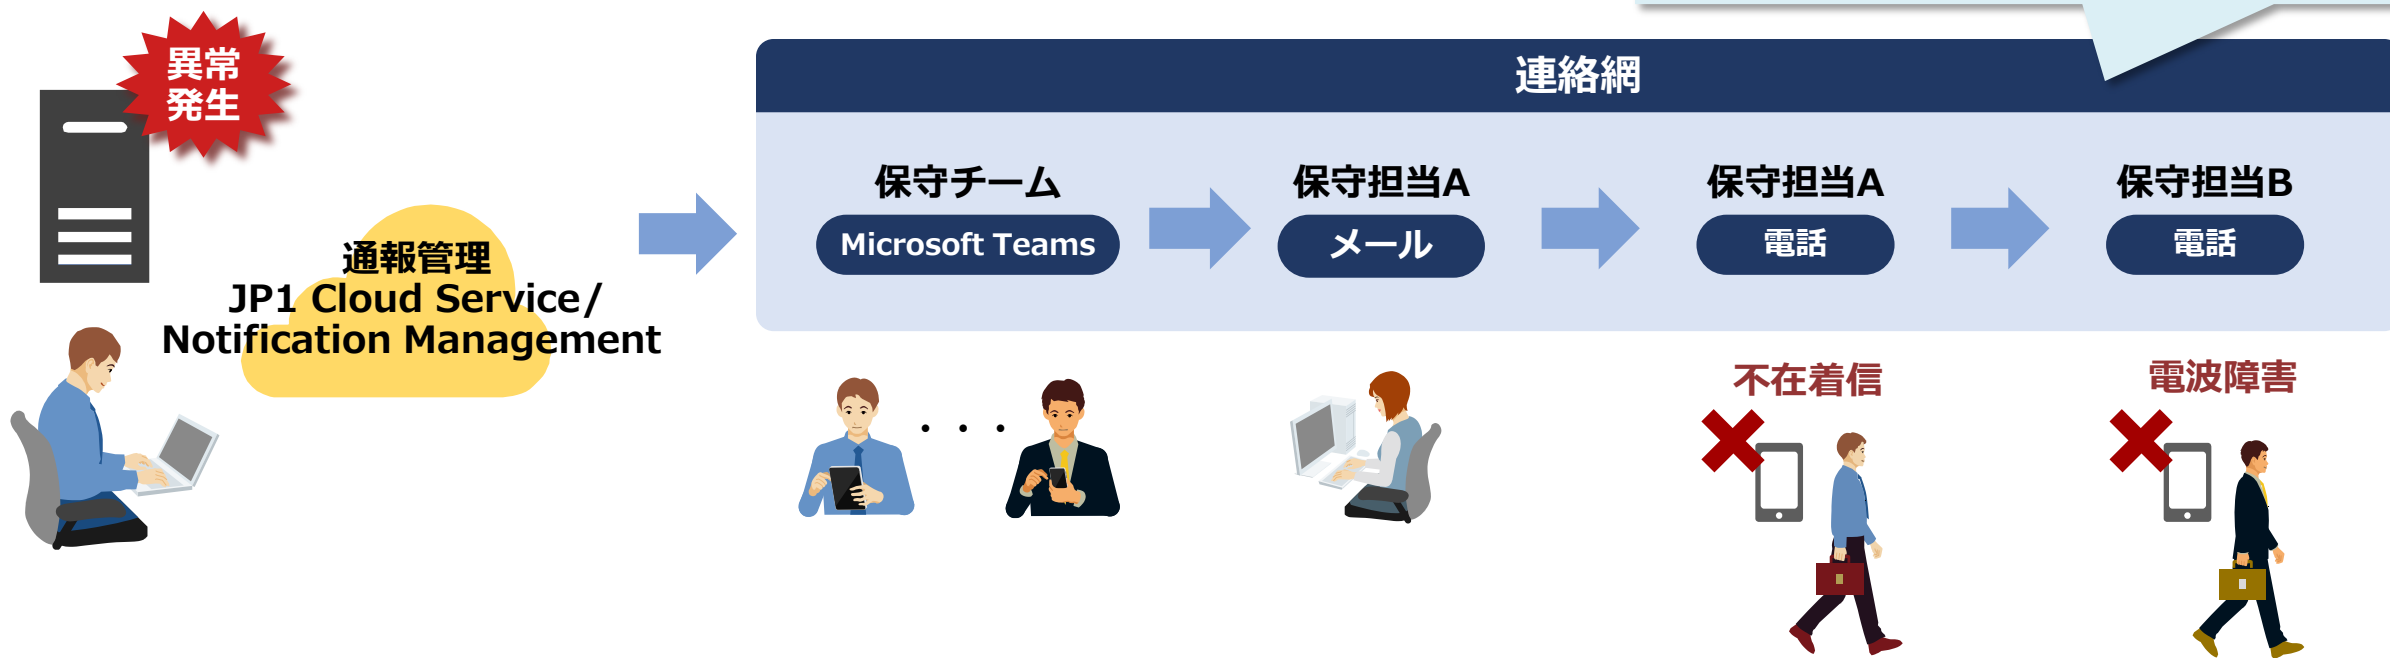 異常
発生
通報管理
JP1 Cloud Service/
Notification Management
連絡網
保守チーム
Microsoft Teams
保守担当A
メール
保守担当A
電話
保守担当B
電話
・・・
不在着信
電波障害